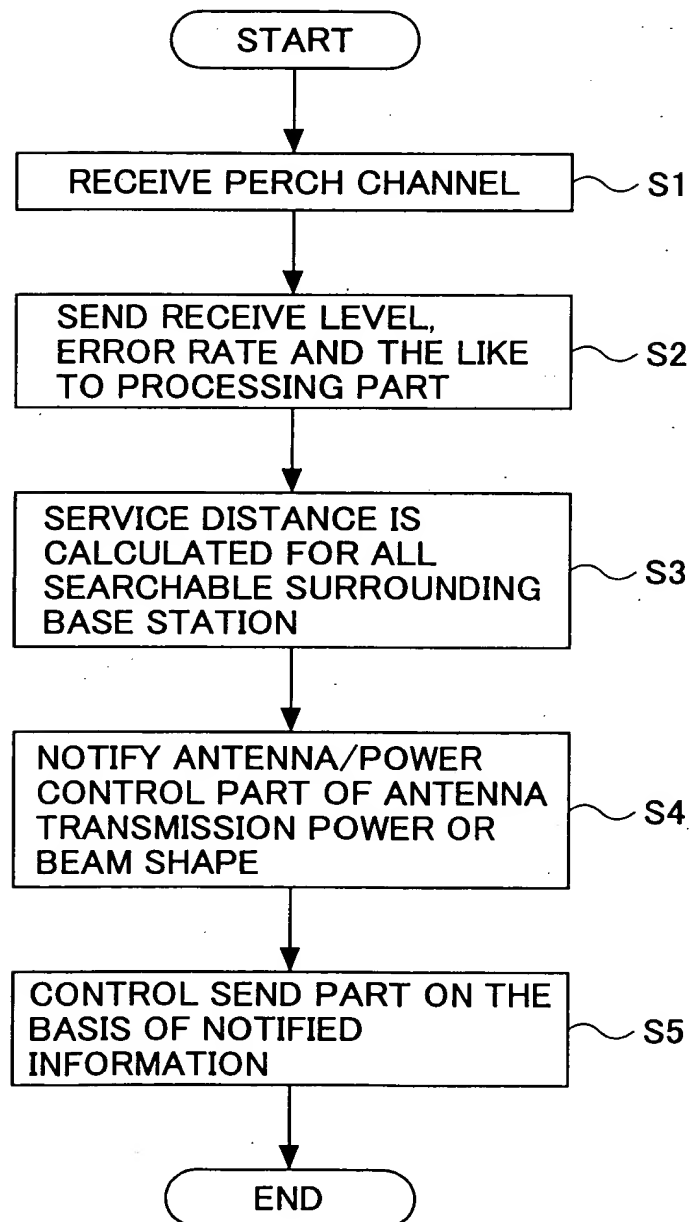 START
RECEIVE PERCH CHANNEL
S1
SEND RECEIVE LEVEL,
ERROR RATE AND THE LIKE
TO PROCESSING PART
S2
SERVICE DISTANCE IS
CALCULATED FOR ALL
SEARCHABLE SURROUNDING
BASE STATION
S3
NOTIFY ANTENNA/POWER
CONTROL PART OF ANTENNA
TRANSMISSION POWER OR
BEAM SHAPE
S4
CONTROL SEND PART ON THE
BASIS OF NOTIFIED
INFORMATION
S5
END